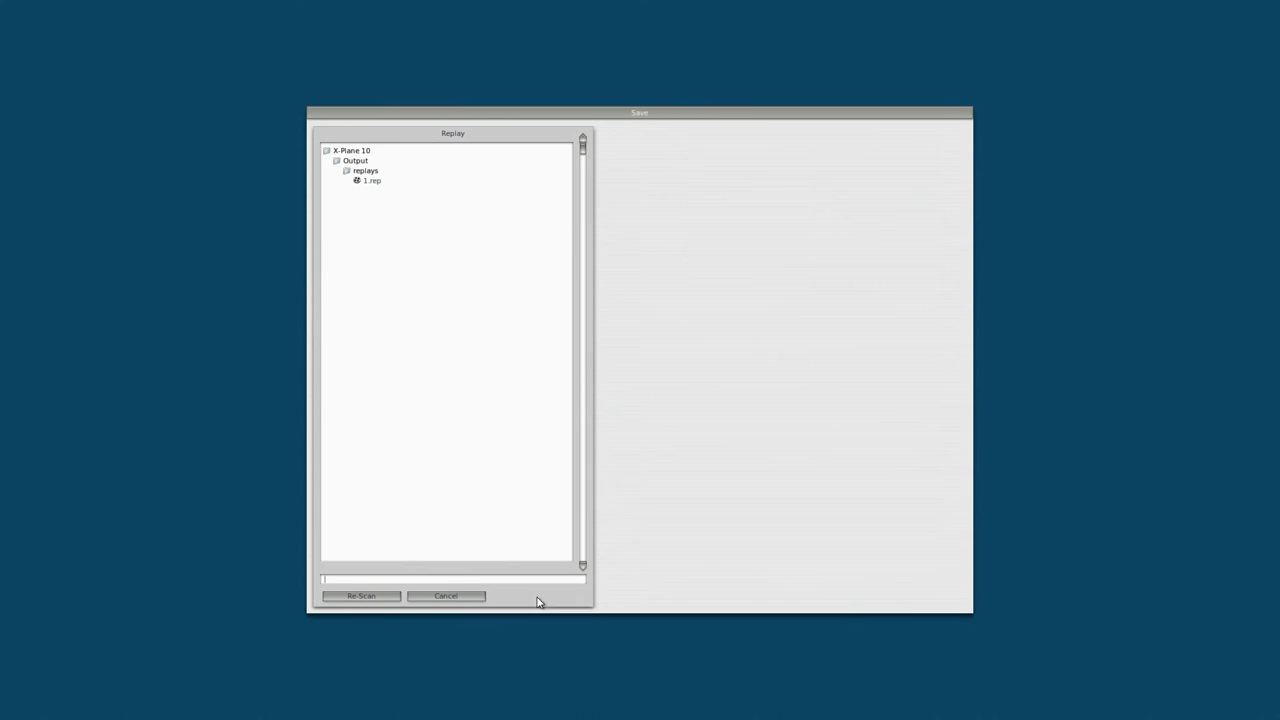 Save
Replay
X-Plane 10
Output
replays
1.rep
Re-Scan
Cancel